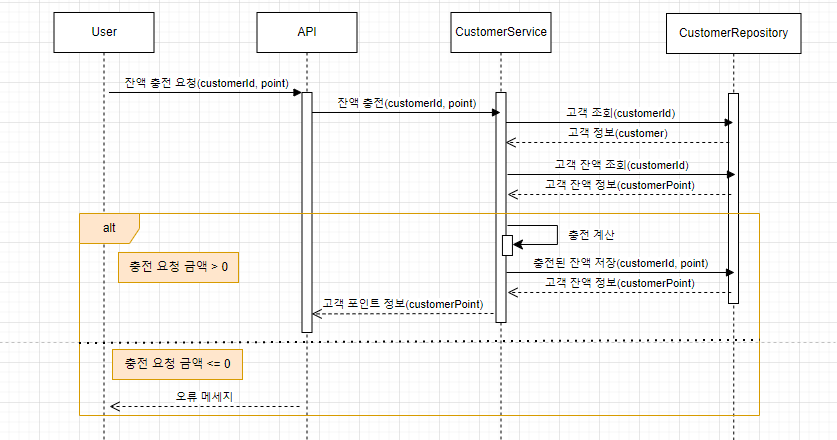 User
API
CustomerService
CustomerRepository
잔액 충전 요청(customerId, point)
잔액 충전(customerId, point)
고객 조회(customerId)
고객 정보(customer)
고객 잔액 조회(customerId)
고객 잔액 정보(customerPoint)
alt
충전 계산
충전 요청 금액 > 0
충전된 잔액 저장(customerId, point)
고객 잔액 정보(customerPoint)
고객 포인트 정보(customerPoint)
충전 요청 금액 <= 0
오류 메세지